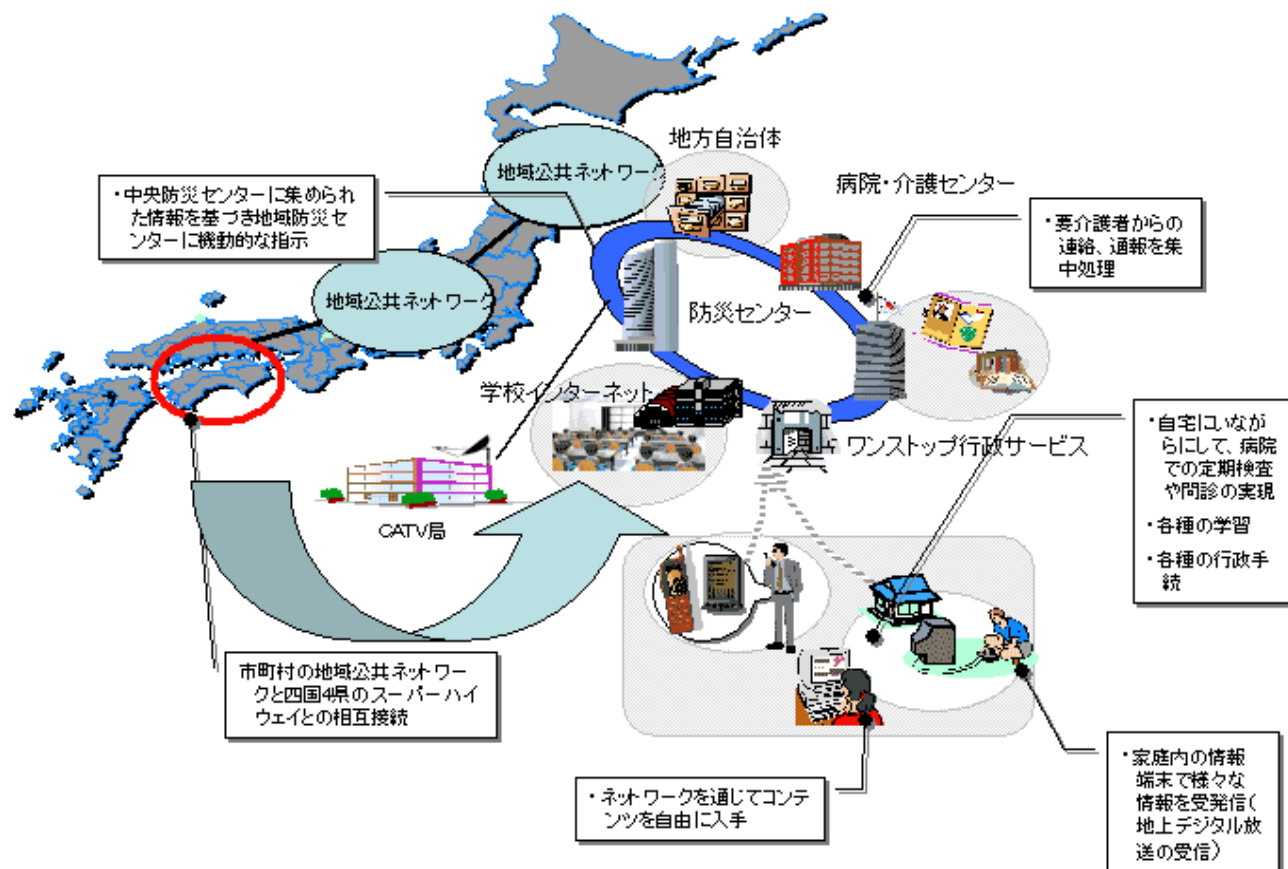 地方自治体
地域公共ネットワーク
病院・介護センター
・中央防災センターに集められ
た情報を基づき地域防災セ
ンターに機動的な指示
・要介護者からの
連絡、通報を集
中処理
地域公共ネットワーク
防災センター
学校インターネット
・自宅にいなが
らにして、病院
での定期検査
や問診の実現
・各種の学習
・各種の行政手
続
ワンストップ行政サービス
CATV局
市町村の地域公共ネットワー
クと四国4県のスーパーハイ
ウェイとの相互接続
・ネットワークを通じてコンテ
ンツを自由に入手
・家庭内の情報
端末で様々な
情報を受発信(
地上デジタル放
送の受信)